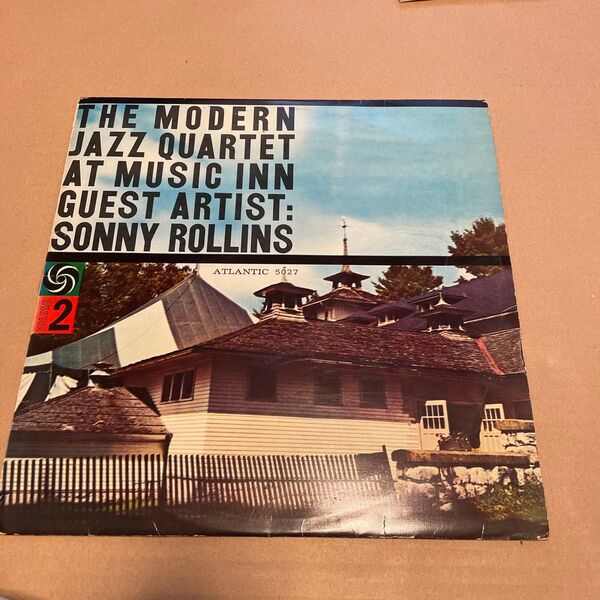 THE MODERN
JAZZ QUARTET
AT MUSIC INN
GUEST ARTIST:
SONNY ROLLINS
ATLANTIC 5027
2